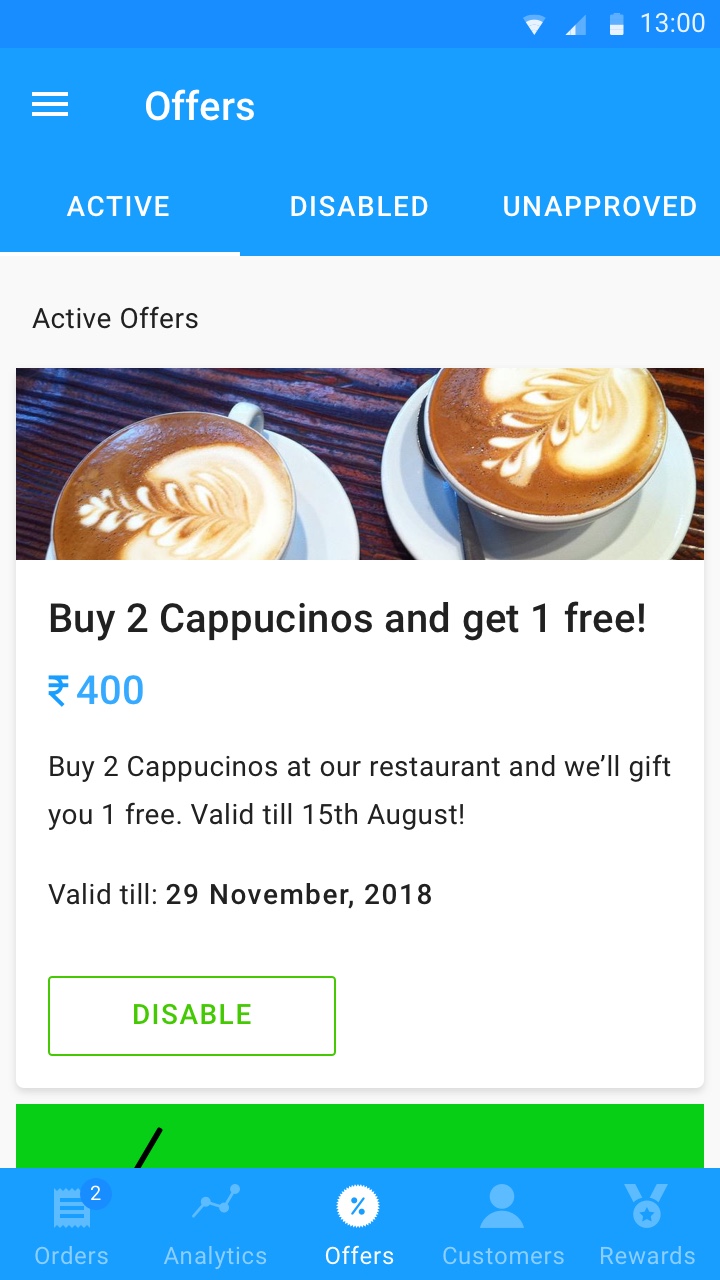 13:00
Offers
ACTIVE DISABLED UNAPPROVED
Active Offers
Buy 2 Cappucinos and get 1 free!
₹ 400
Buy 2 Cappucinos at our restaurant and we’ll gift
you 1 free. Valid till 15th August!
Valid till: 29 November, 2018
DISABLE
2
%
Orders Analytics Offers Customers Rewards